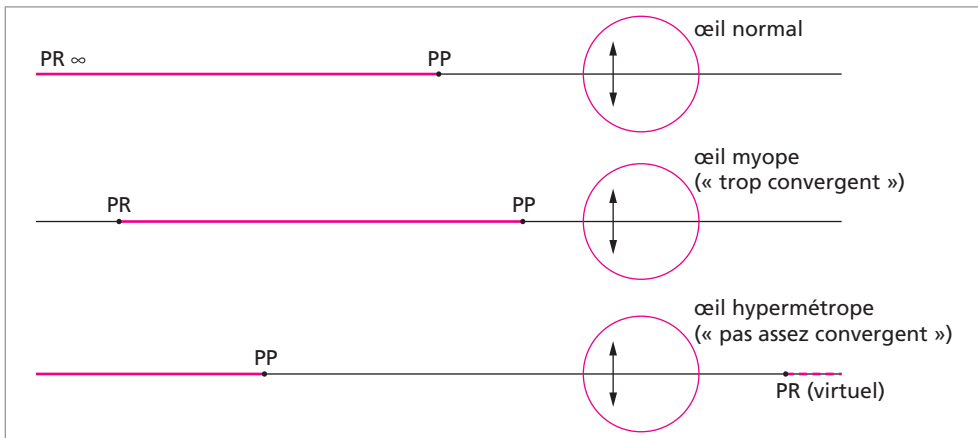 œil normal
PR ∞
PP
œil myope
(« trop convergent »)
PR
PP
œil hypermétrope
(« pas assez convergent »)
PP
PR (virtuel)